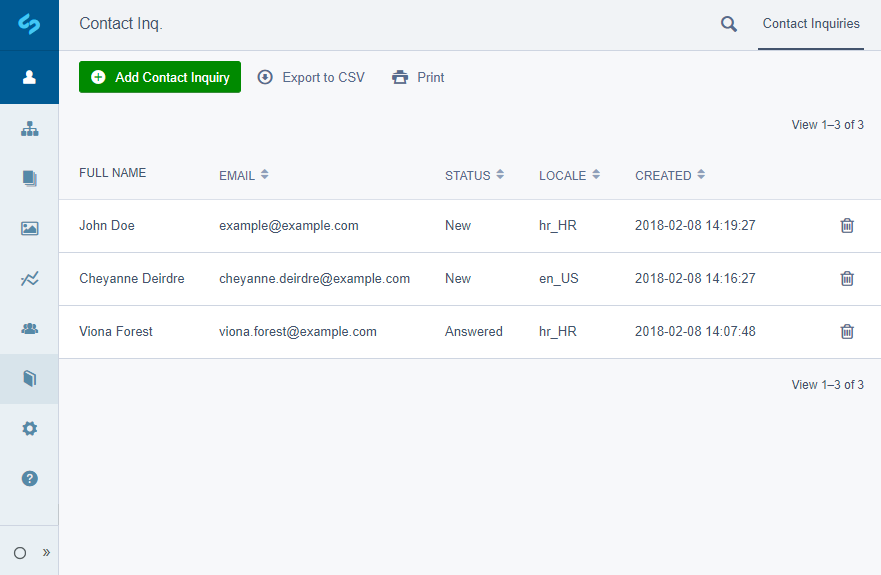 Contact Inq.
Contact Inquiries
Add Contact Inquiry Export to CSV Print
View 1–3 of 3
FULL NAME EMAIL STATUS LOCALE CREATED
John Doe example@example.com New hr_HR 2018-02-08 14:19:27
Cheyanne Deirdre cheyanne.deirdre@example.com New en_US 2018-02-08 14:16:27
Viona Forest viona.forest@example.com Answered hr_HR 2018-02-08 14:07:48
View 1–3 of 3